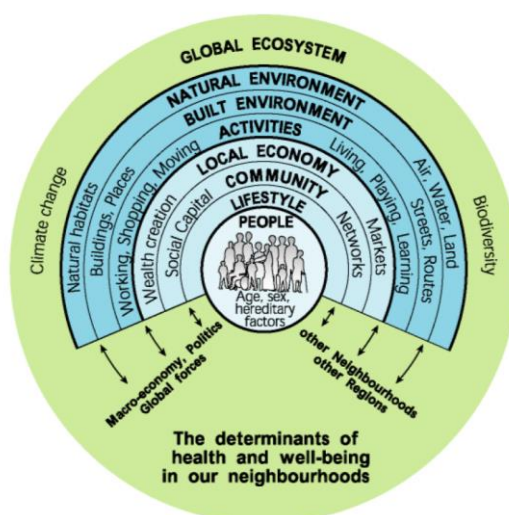 GLOBAL ECOSYSTEM
NATURAL ENVIRONMENT
BUILT ENVIRONMENT
ACTIVITIES
LOCAL ECONOMY
COMMUNITY
LIFESTYLE
PEOPLE
Age, sex,
hereditary
factors
Climate change
Natural habitats
Buildings, Places
Working, Shopping, Moving
Wealth creation
Social Capital
Networks
Markets
Living, Playing, Learning
Streets, Routes
Air, Water, Land
Biodiversity
Macro-economy, Politics
Global forces
other Neighbourhoods
other Regions
The determinants of
health and well-being
in our neighbourhoods